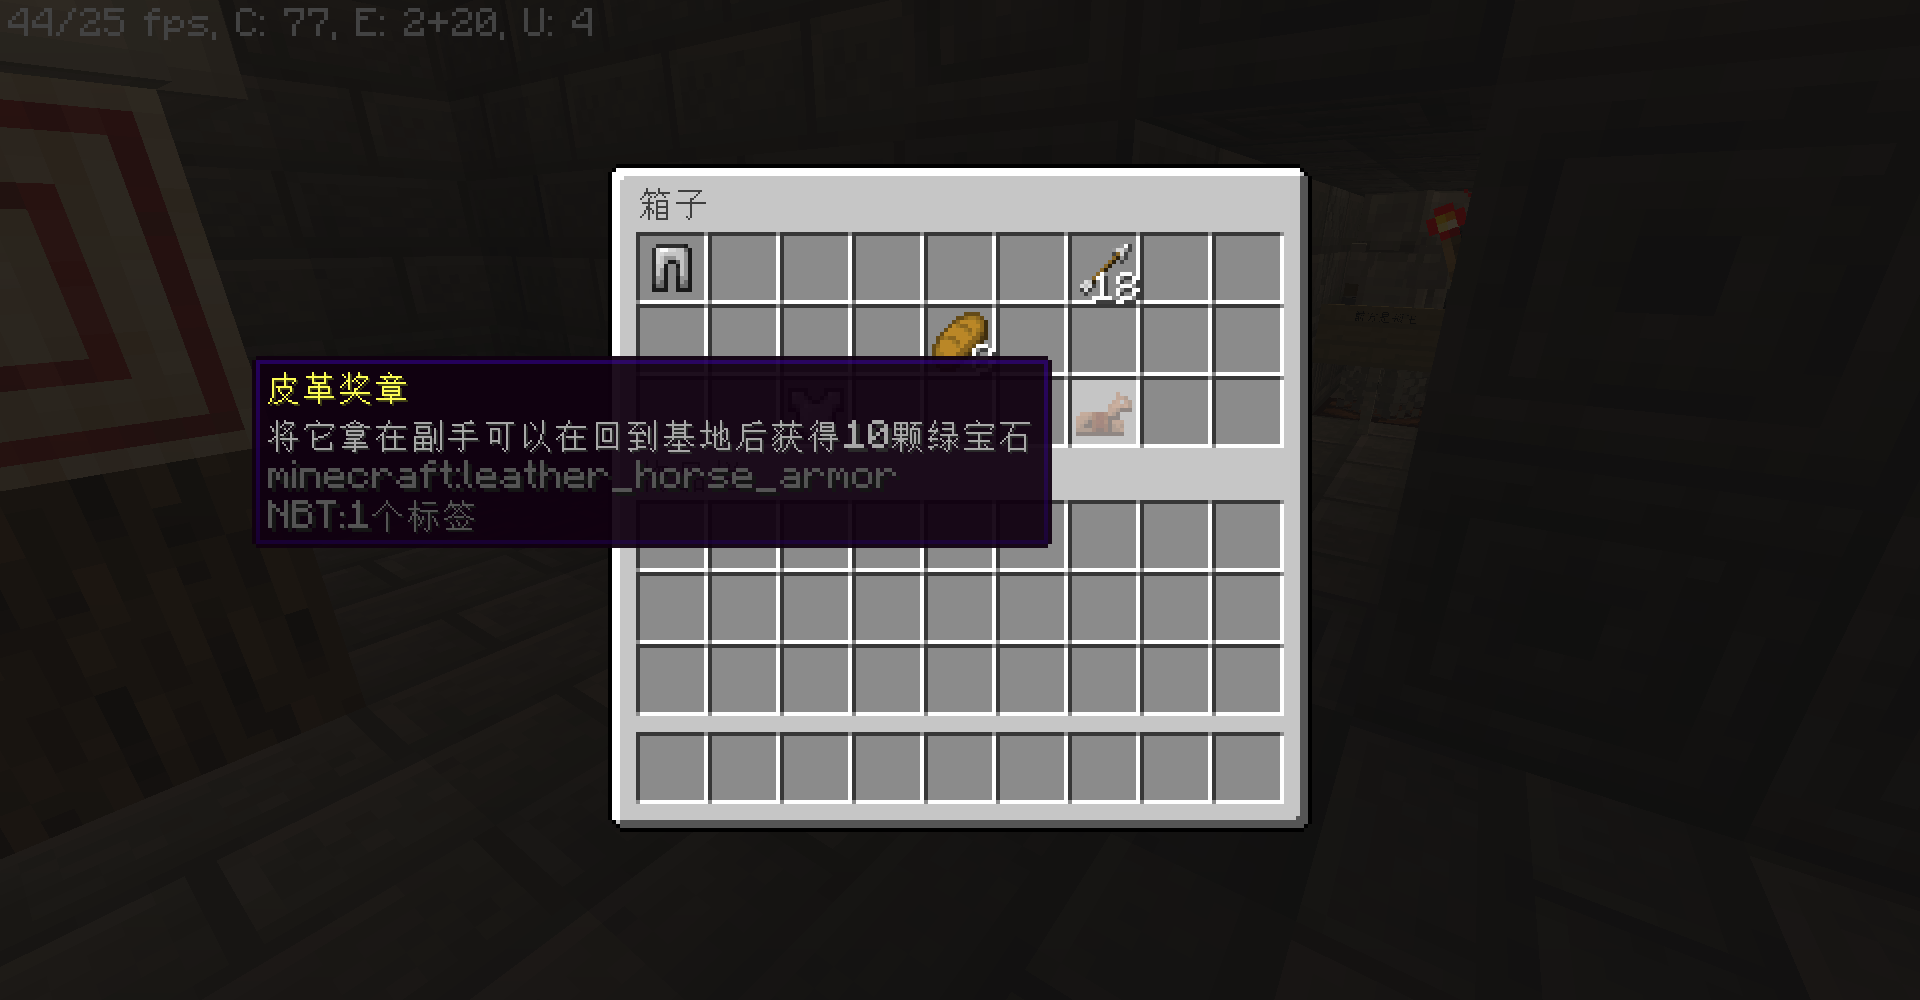 44/25 fps, C: 77, E: 2+20, U: 4
箱子
18
皮革奖章
将它拿在副手可以在回到基地后获得10颗绿宝石
minecraft:leather_horse_armor
NBT:1个标签